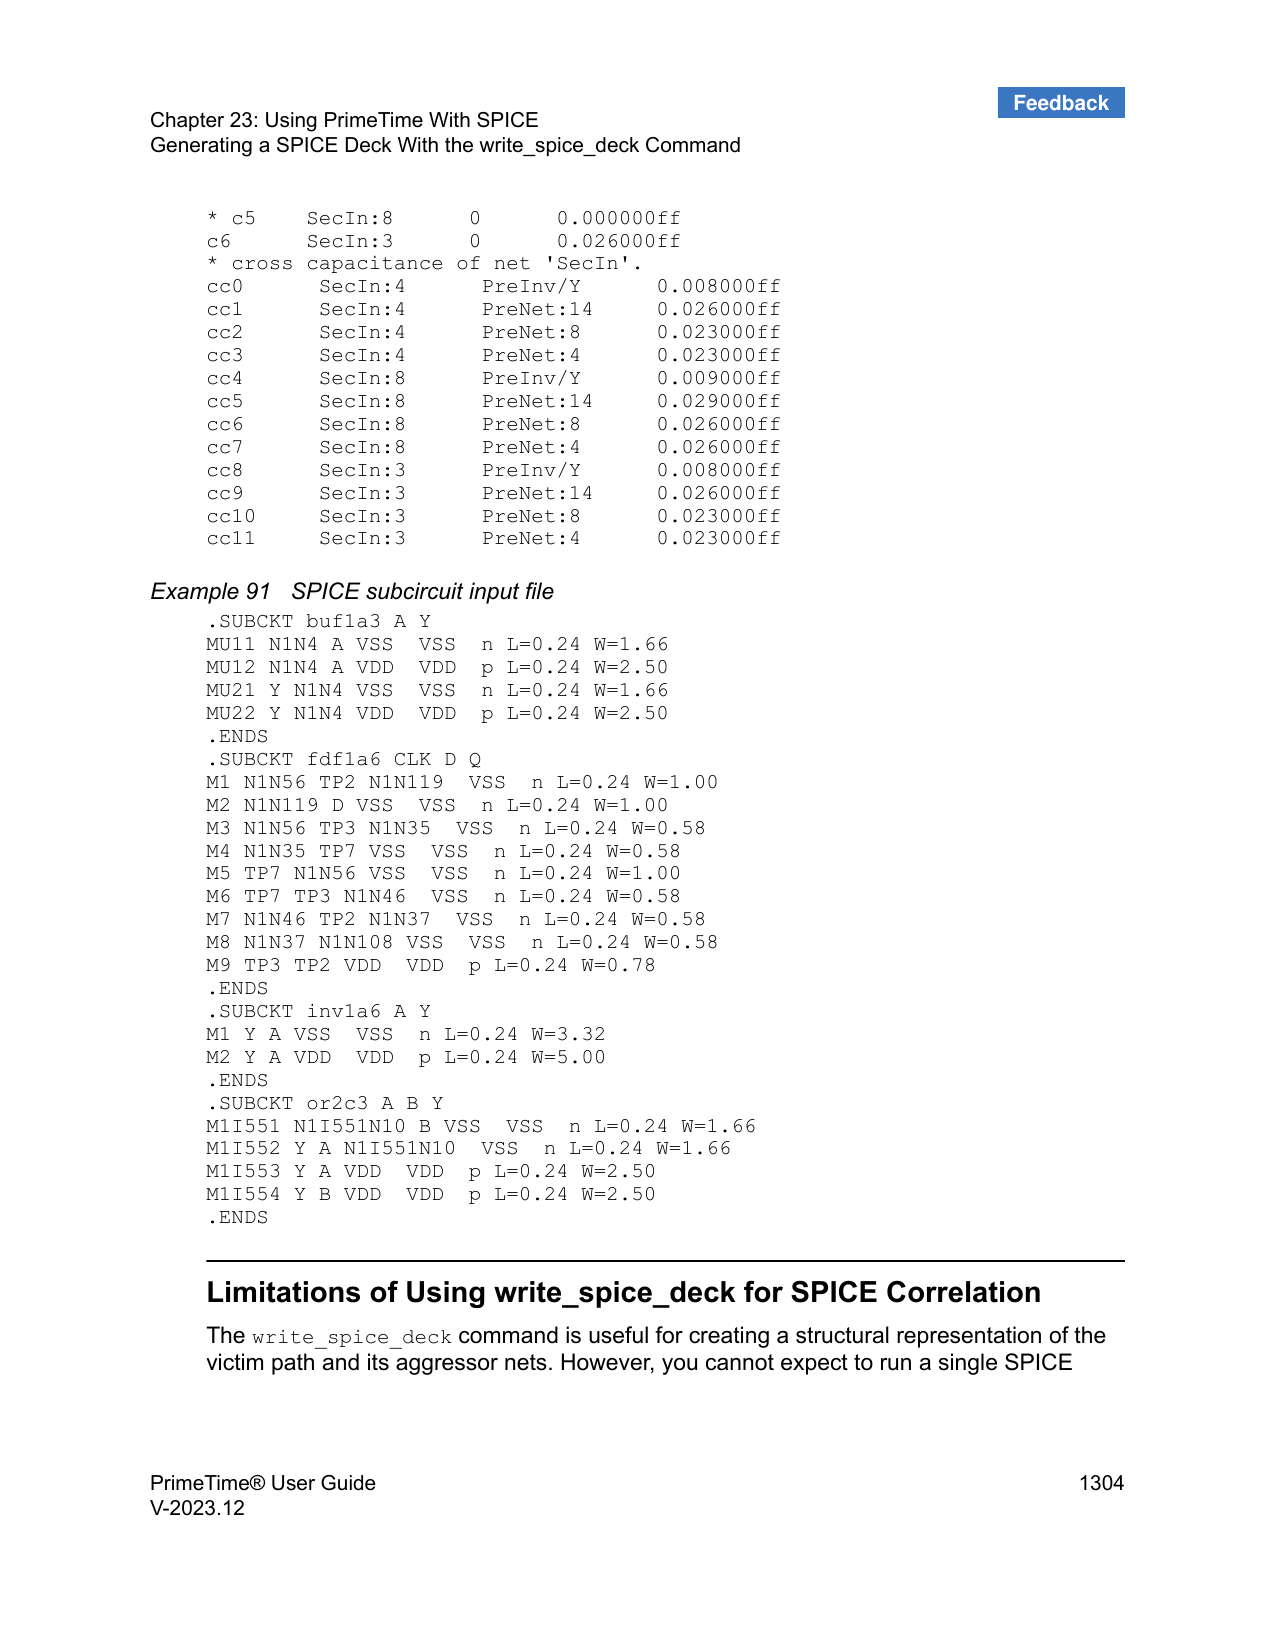 Feedback
Chapter 23: Using PrimeTime With SPICE
Generating a SPICE Deck With the write_spice_deck Command
* c5    SecIn:8      0      0.000000ff
c6      SecIn:3      0      0.026000ff
* cross capacitance of net 'SecIn'.
cc0      SecIn:4      PreInv/Y      0.008000ff
cc1      SecIn:4      PreNet:14     0.026000ff
cc2      SecIn:4      PreNet:8      0.023000ff
cc3      SecIn:4      PreNet:4      0.023000ff
cc4      SecIn:8      PreInv/Y      0.009000ff
cc5      SecIn:8      PreNet:14     0.029000ff
cc6      SecIn:8      PreNet:8      0.026000ff
cc7      SecIn:8      PreNet:4      0.026000ff
cc8      SecIn:3      PreInv/Y      0.008000ff
cc9      SecIn:3      PreNet:14     0.026000ff
cc10     SecIn:3      PreNet:8      0.023000ff
cc11     SecIn:3      PreNet:4      0.023000ff
Example 91   SPICE subcircuit input file
.SUBCKT buf1a3 A Y
MU11 N1N4 A VSS  VSS  n L=0.24 W=1.66
MU12 N1N4 A VDD  VDD  p L=0.24 W=2.50
MU21 Y N1N4 VSS  VSS  n L=0.24 W=1.66
MU22 Y N1N4 VDD  VDD  p L=0.24 W=2.50
.ENDS
.SUBCKT fdf1a6 CLK D Q
M1 N1N56 TP2 N1N119  VSS  n L=0.24 W=1.00
M2 N1N119 D VSS  VSS  n L=0.24 W=1.00
M3 N1N56 TP3 N1N35  VSS  n L=0.24 W=0.58
M4 N1N35 TP7 VSS  VSS  n L=0.24 W=0.58
M5 TP7 N1N56 VSS  VSS  n L=0.24 W=1.00
M6 TP7 TP3 N1N46  VSS  n L=0.24 W=0.58
M7 N1N46 TP2 N1N37  VSS  n L=0.24 W=0.58
M8 N1N37 N1N108 VSS  VSS  n L=0.24 W=0.58
M9 TP3 TP2 VDD  VDD  p L=0.24 W=0.78
.ENDS
.SUBCKT inv1a6 A Y
M1 Y A VSS  VSS  n L=0.24 W=3.32
M2 Y A VDD  VDD  p L=0.24 W=5.00
.ENDS
.SUBCKT or2c3 A B Y
M1I551 N1I551N10 B VSS  VSS  n L=0.24 W=1.66
M1I552 Y A N1I551N10  VSS  n L=0.24 W=1.66
M1I553 Y A VDD  VDD  p L=0.24 W=2.50
M1I554 Y B VDD  VDD  p L=0.24 W=2.50
.ENDS
Limitations of Using write_spice_deck for SPICE Correlation
The write_spice_deck command is useful for creating a structural representation of the
victim path and its aggressor nets. However, you cannot expect to run a single SPICE
PrimeTime® User Guide
1304
V-2023.12